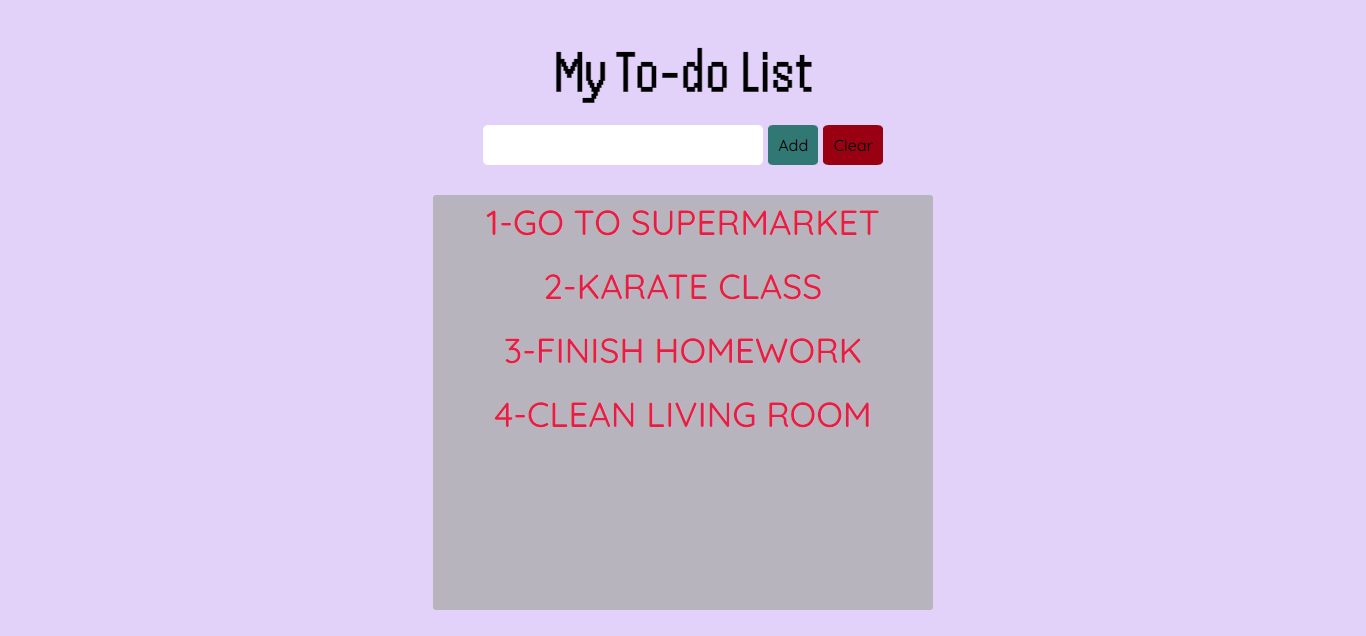 My To-do List
Add Clear
1-GO TO SUPERMARKET
2-KARATE CLASS
3-FINISH HOMEWORK
4-CLEAN LIVING ROOM